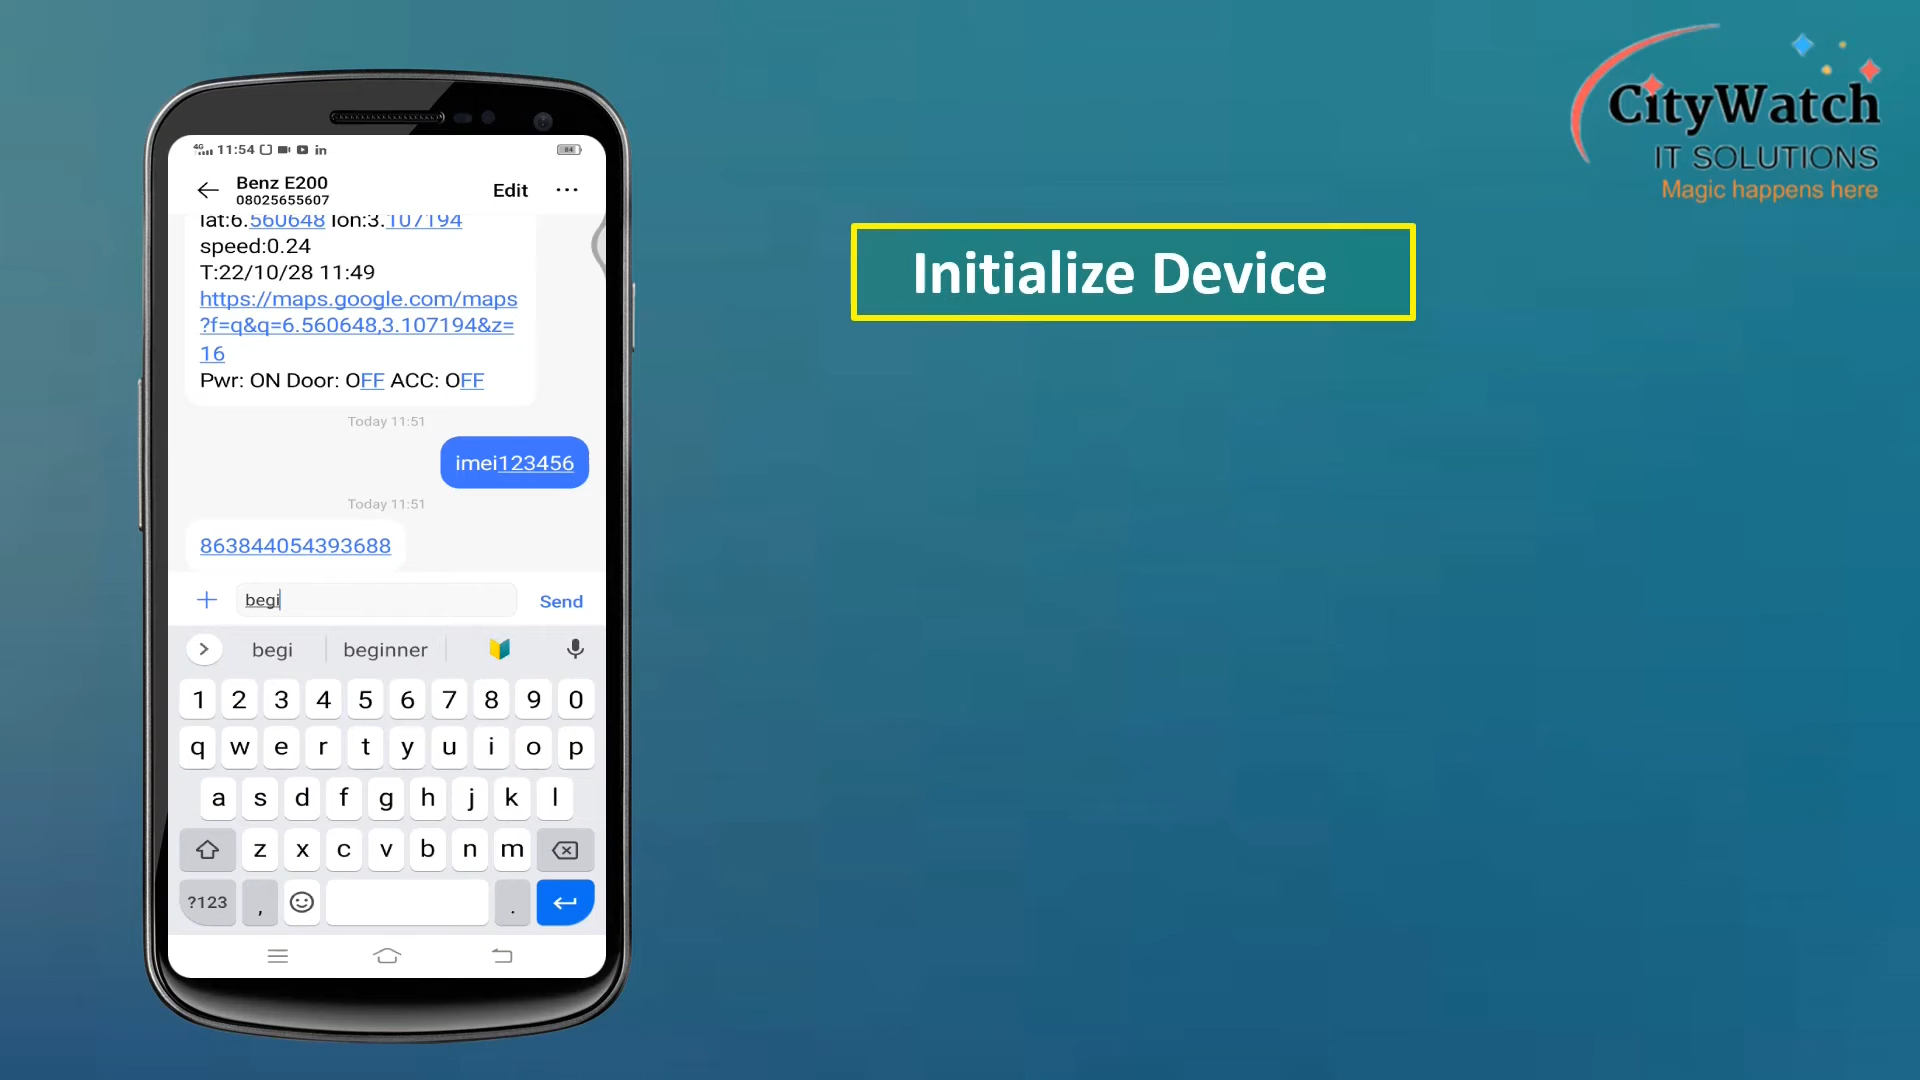 CityWatch
IT SOLUTIONS
Magic happens here
Initialize Device
4G 11:54 in 84
Benz E200
08025655607
Edit ...
lat:6.560648 lon:3.107194
speed:0.24
T:22/10/28 11:49
https://maps.google.com/maps
?f=q&q=6.560648,3.107194&z=
16
Pwr: ON Door: OFF ACC: OFF
Today 11:51
imei123456
Today 11:51
863844054393688
+ begi Send
> begi beginner
1 2 3 4 5 6 7 8 9 0
q w e r t y u i o p
a s d f g h j k l
z x c v b n m
?123 , .